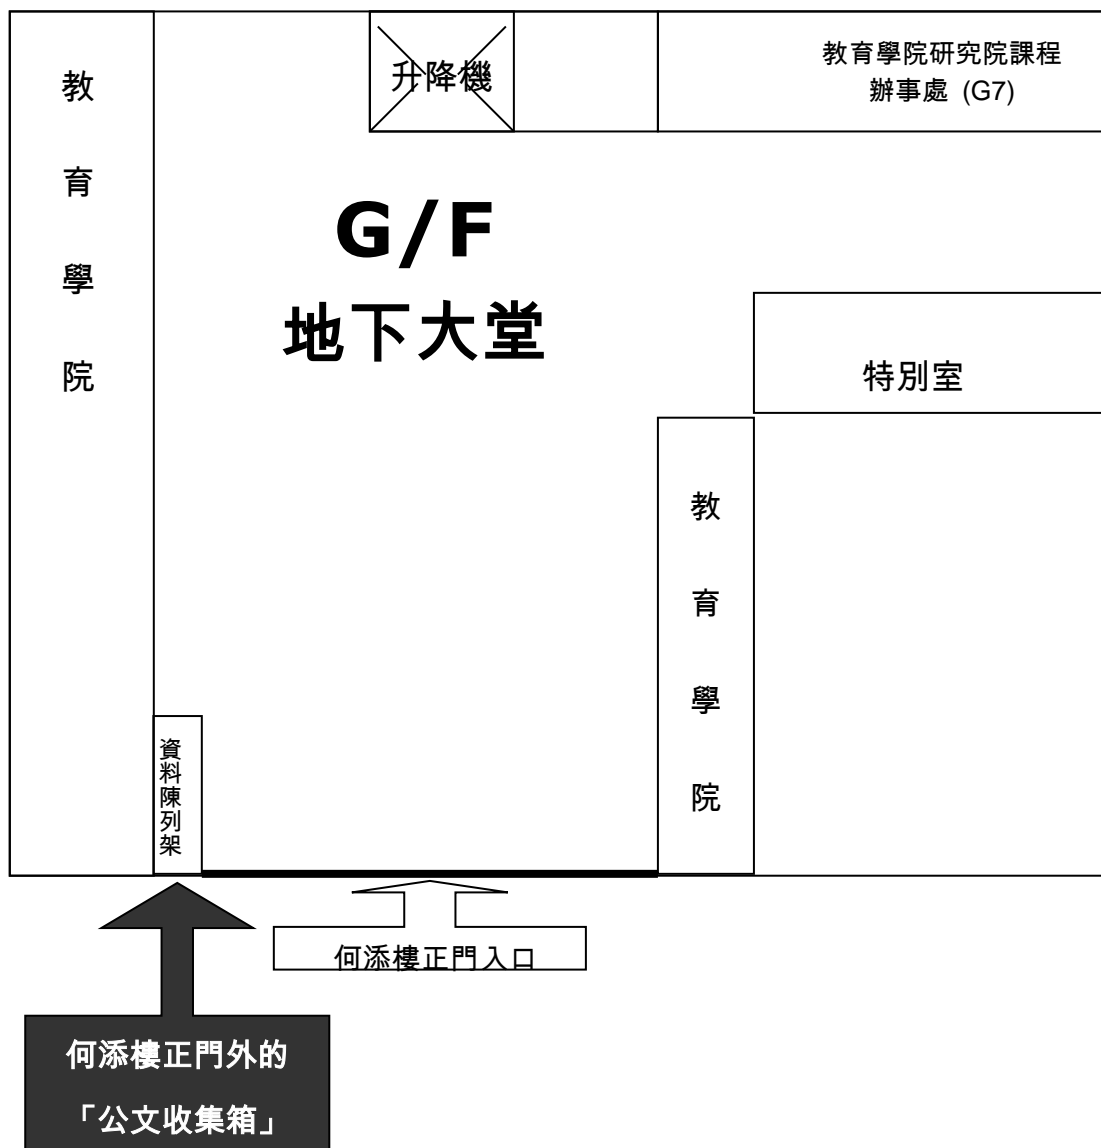 升降機
教育學院研究院課程
辦事處 (G7)
教育學院
G/F
地下大堂
特別室
教育學院
資料陳列架
何添樓正門入口
何添樓正門外的
「公文收集箱」